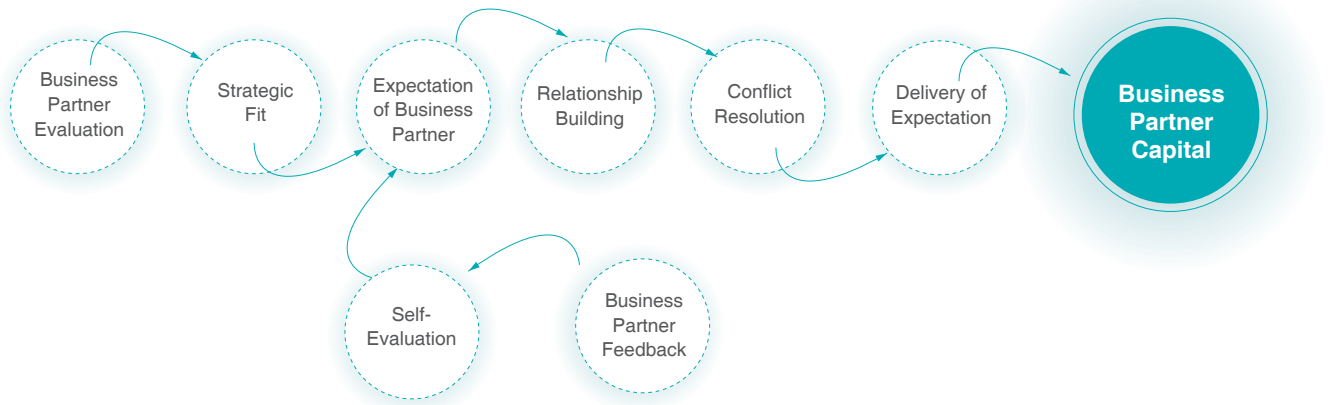 Business
Partner
Evaluation
Strategic
Fit
Expectation
of Business
Partner
Relationship
Building
Conflict
Resolution
Delivery of
Expectation
Business
Partner
Capital
Self-
Evaluation
Business
Partner
Feedback